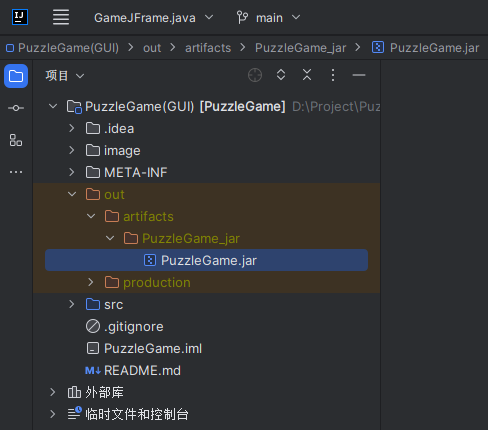 IJ GameJFrame.java main
PuzzleGame(GUI) out artifacts PuzzleGame_jar PuzzleGame.jar
项目
PuzzleGame(GUI) [PuzzleGame] D:\Project\Puz
.idea
image
META-INF
out
artifacts
PuzzleGame_jar
PuzzleGame.jar
production
src
.gitignore
PuzzleGame.iml
M↓ README.md
外部库
临时文件和控制台